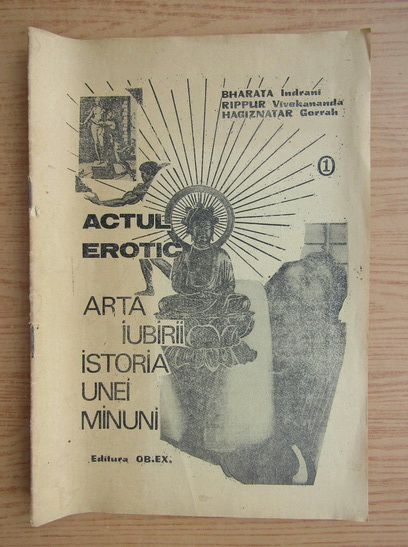 BHARATA Indrani
RIPPUR Vivekananda
HAGIZNATAR Gorrah
1
ACTUL
EROTIC
ARTA
IUBIRII
ISTORIA
UNEI
MINUNI
Editura OB.EX.